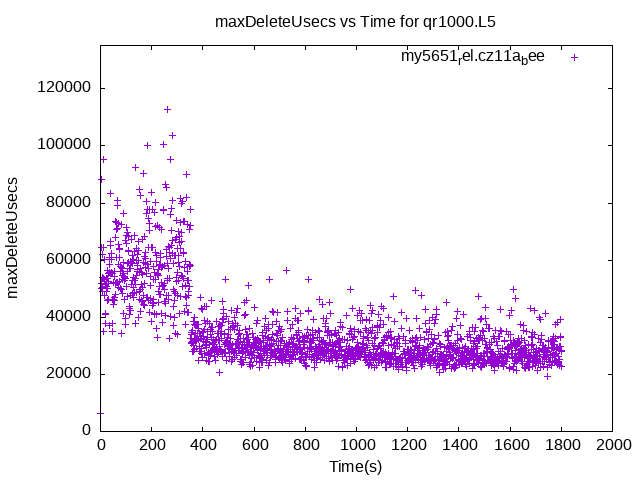 maxDeleteUsecs vs Time for qr1000.L5
my5651rel.cz11abee
120000
100000
80000
60000
40000
20000
0
maxDeleteUsecs
0 200 400 600 800 1000 1200 1400 1600 1800 2000
Time(s)